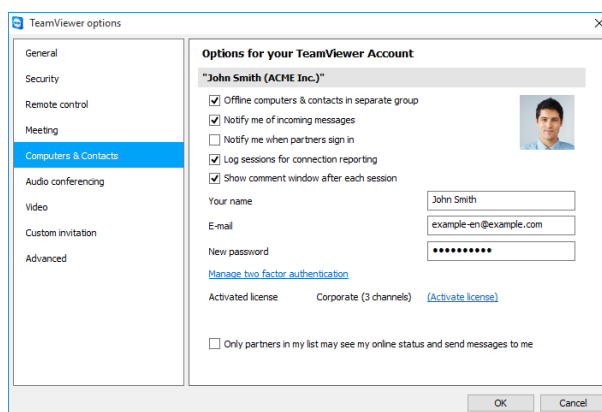 TeamViewer options
General
Security
Remote control
Meeting
Computers & Contacts
Audio conferencing
Video
Custom invitation
Advanced
Options for your TeamViewer Account
"John Smith (ACME Inc.)"
Offline computers & contacts in separate group
Notify me of incoming messages
Notify me when partners sign in
Log sessions for connection reporting
Show comment window after each session
Your name John Smith
E-mail example-en@example.com
New password ••••••••••
Manage two factor authentication
Activated license Corporate (3 channels) (Activate license)
Only partners in my list may see my online status and send messages to me
OK Cancel